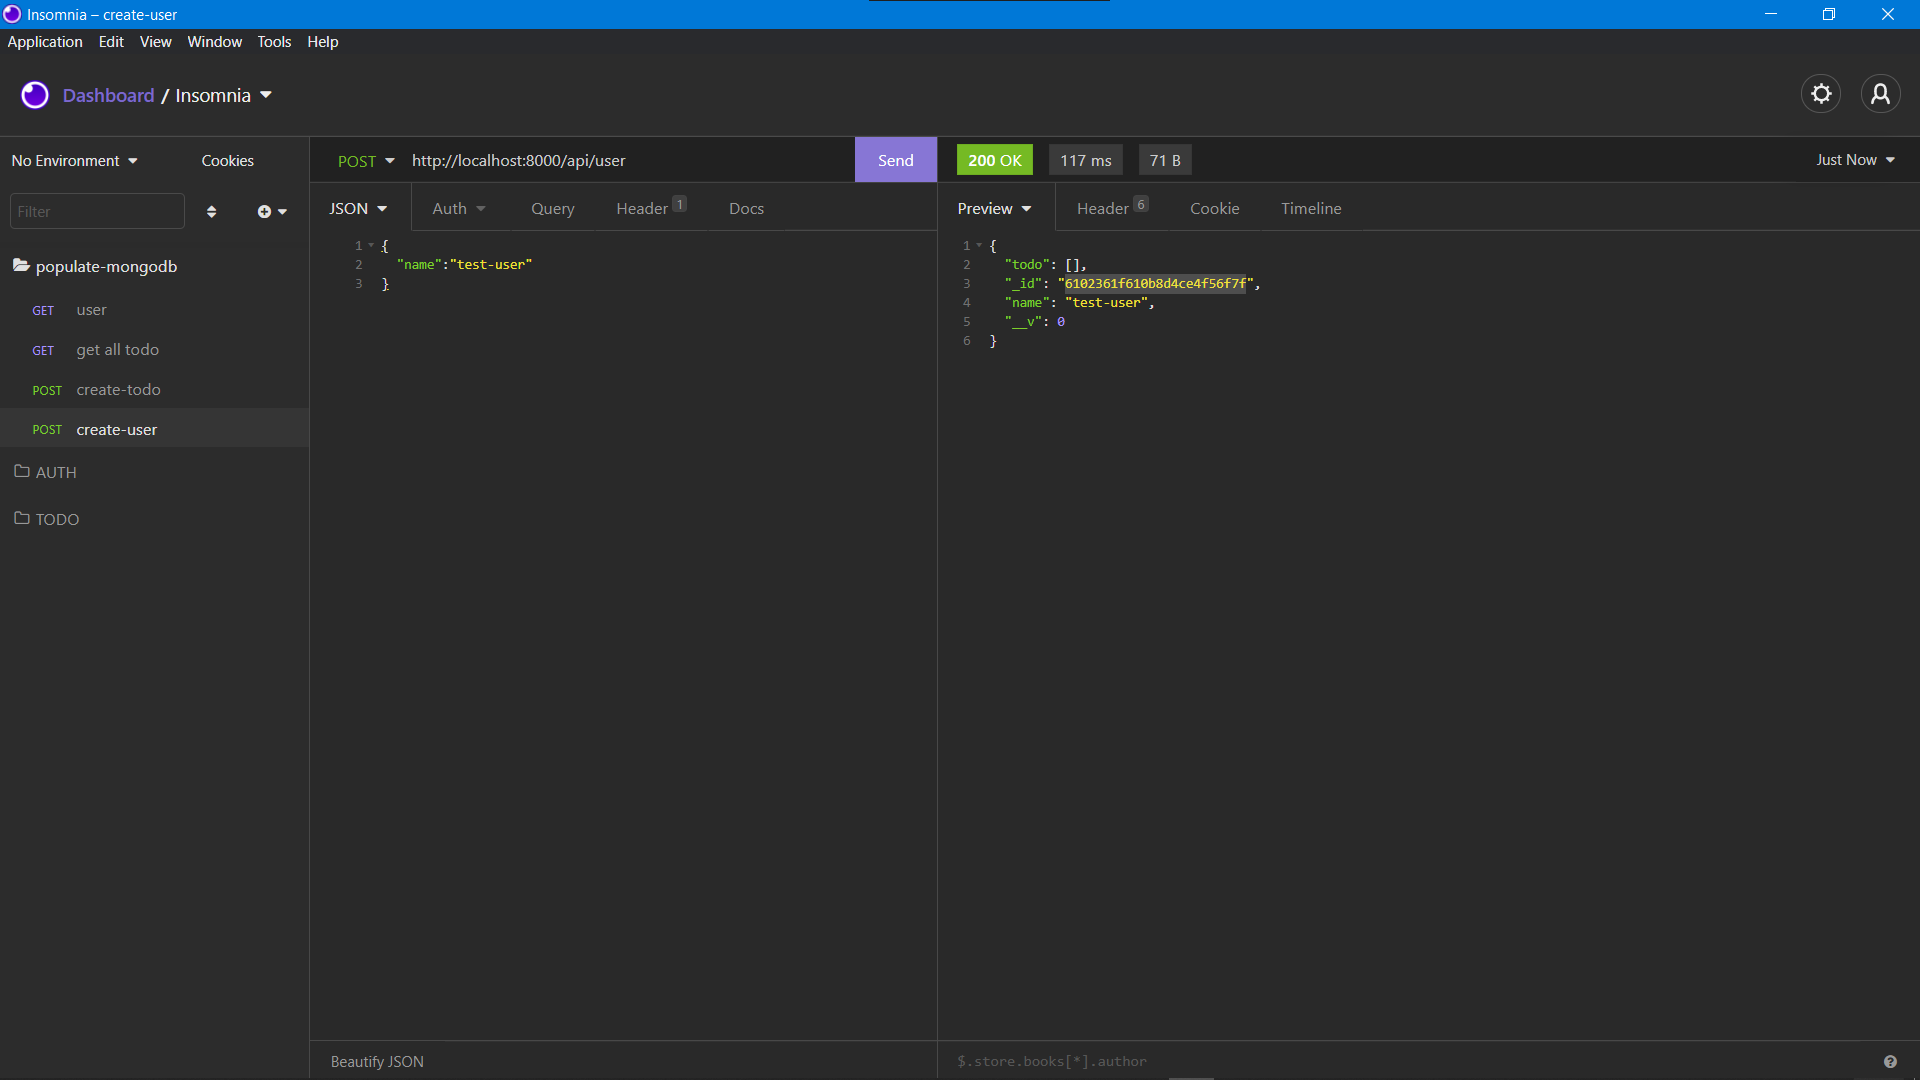 Insomnia – create-user
Application Edit View Window Tools Help
Dashboard / Insomnia
No Environment Cookies
Filter
populate-mongodb
GET user
GET get all todo
POST create-todo
POST create-user
AUTH
TODO
POST http://localhost:8000/api/user Send
JSON Auth Query Header 1 Docs
1 {
2 "name":"test-user"
3 }
Beautify JSON
200 OK 117 ms 71 B Just Now
Preview Header 6 Cookie Timeline
1 {
2 "todo": [],
3 "_id": "6102361f610b8d4ce4f56f7f",
4 "name": "test-user",
5 "__v": 0
6 }
$.store.books[*].author